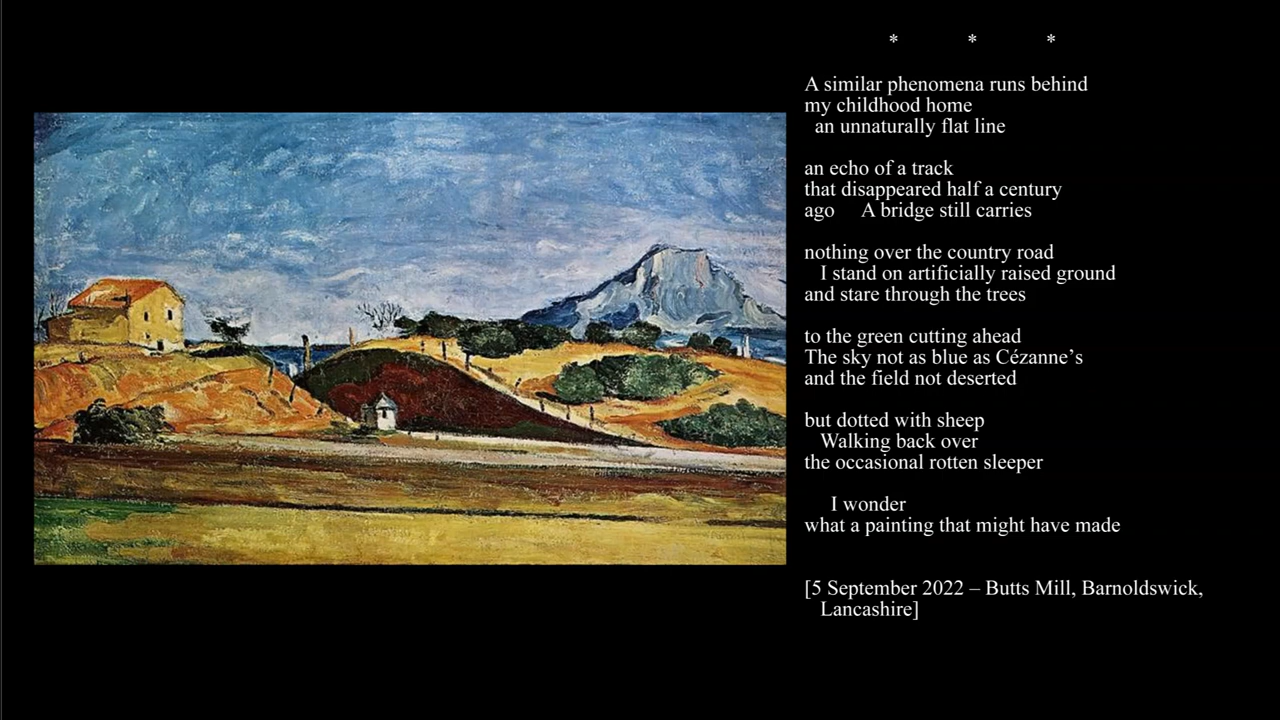 * * *
A similar phenomena runs behind
my childhood home
an unnaturally flat line
an echo of a track
that disappeared half a century
ago A bridge still carries
nothing over the country road
I stand on artificially raised ground
and stare through the trees
to the green cutting ahead
The sky not as blue as Cézanne’s
and the field not deserted
but dotted with sheep
Walking back over
the occasional rotten sleeper
I wonder
what a painting that might have made
[5 September 2022 – Butts Mill, Barnoldswick,
Lancashire]